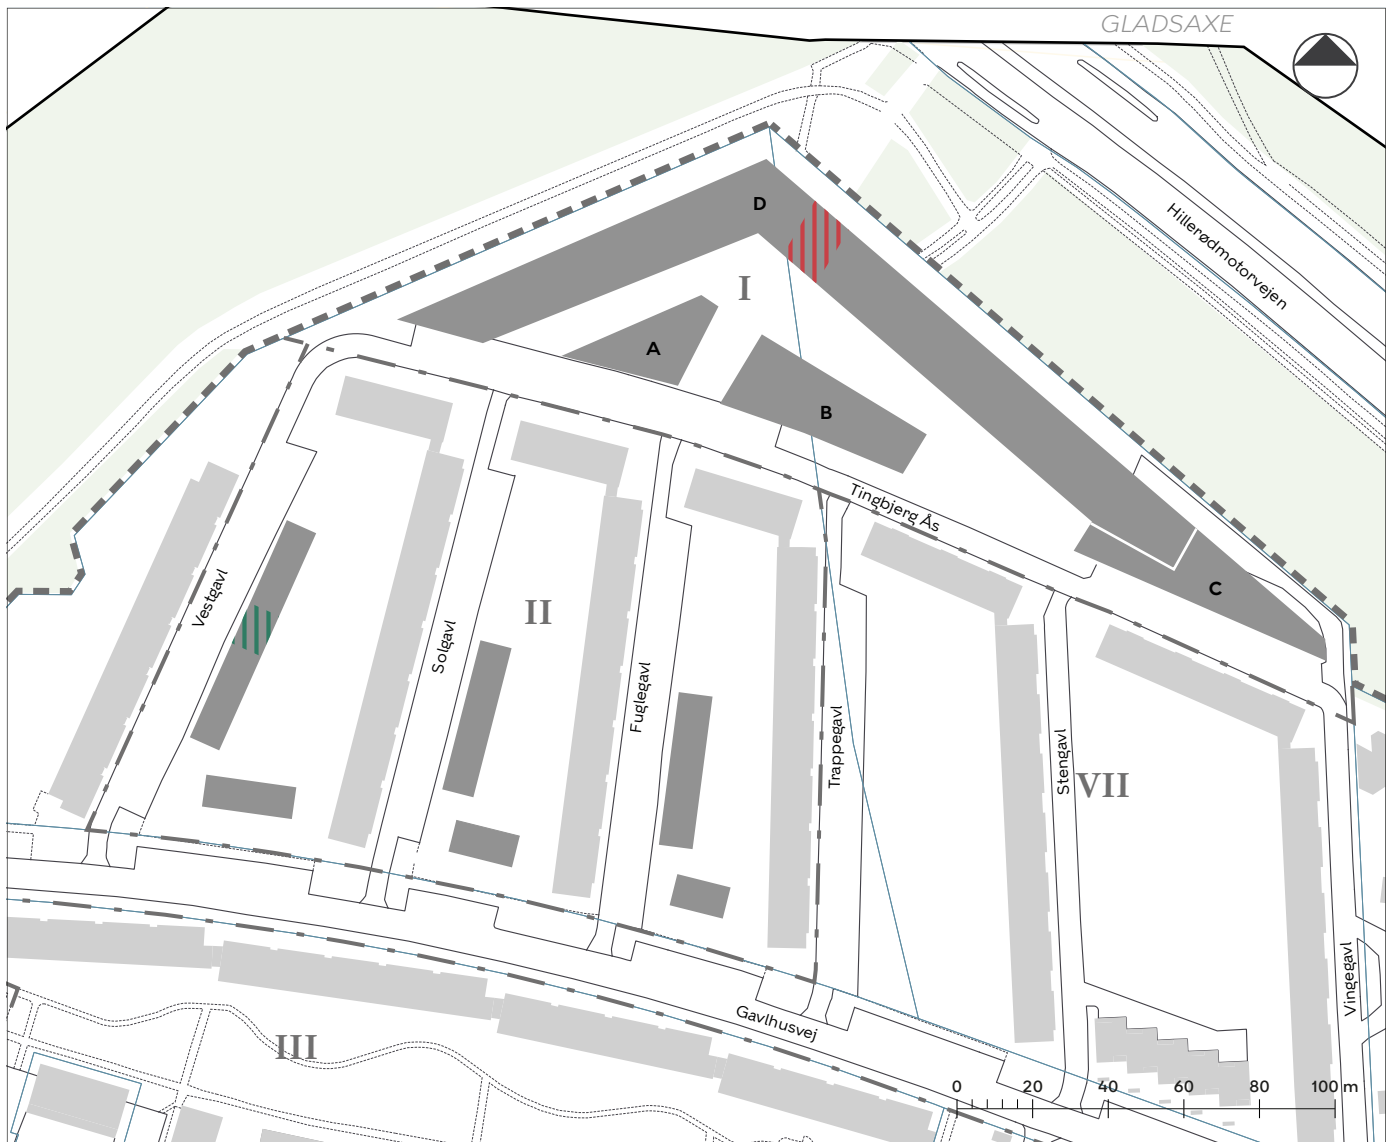 GLADSAXE
Hillerødmotorvejen
D
I
A
B
Tingbjerg Ås
C
Vestgavl
II
Solgavl
Fuglegavl
Trappegavl
Stengavl
VII
Vingegavl
Gavlhusvej
III
0 20 40 60 80 100 m